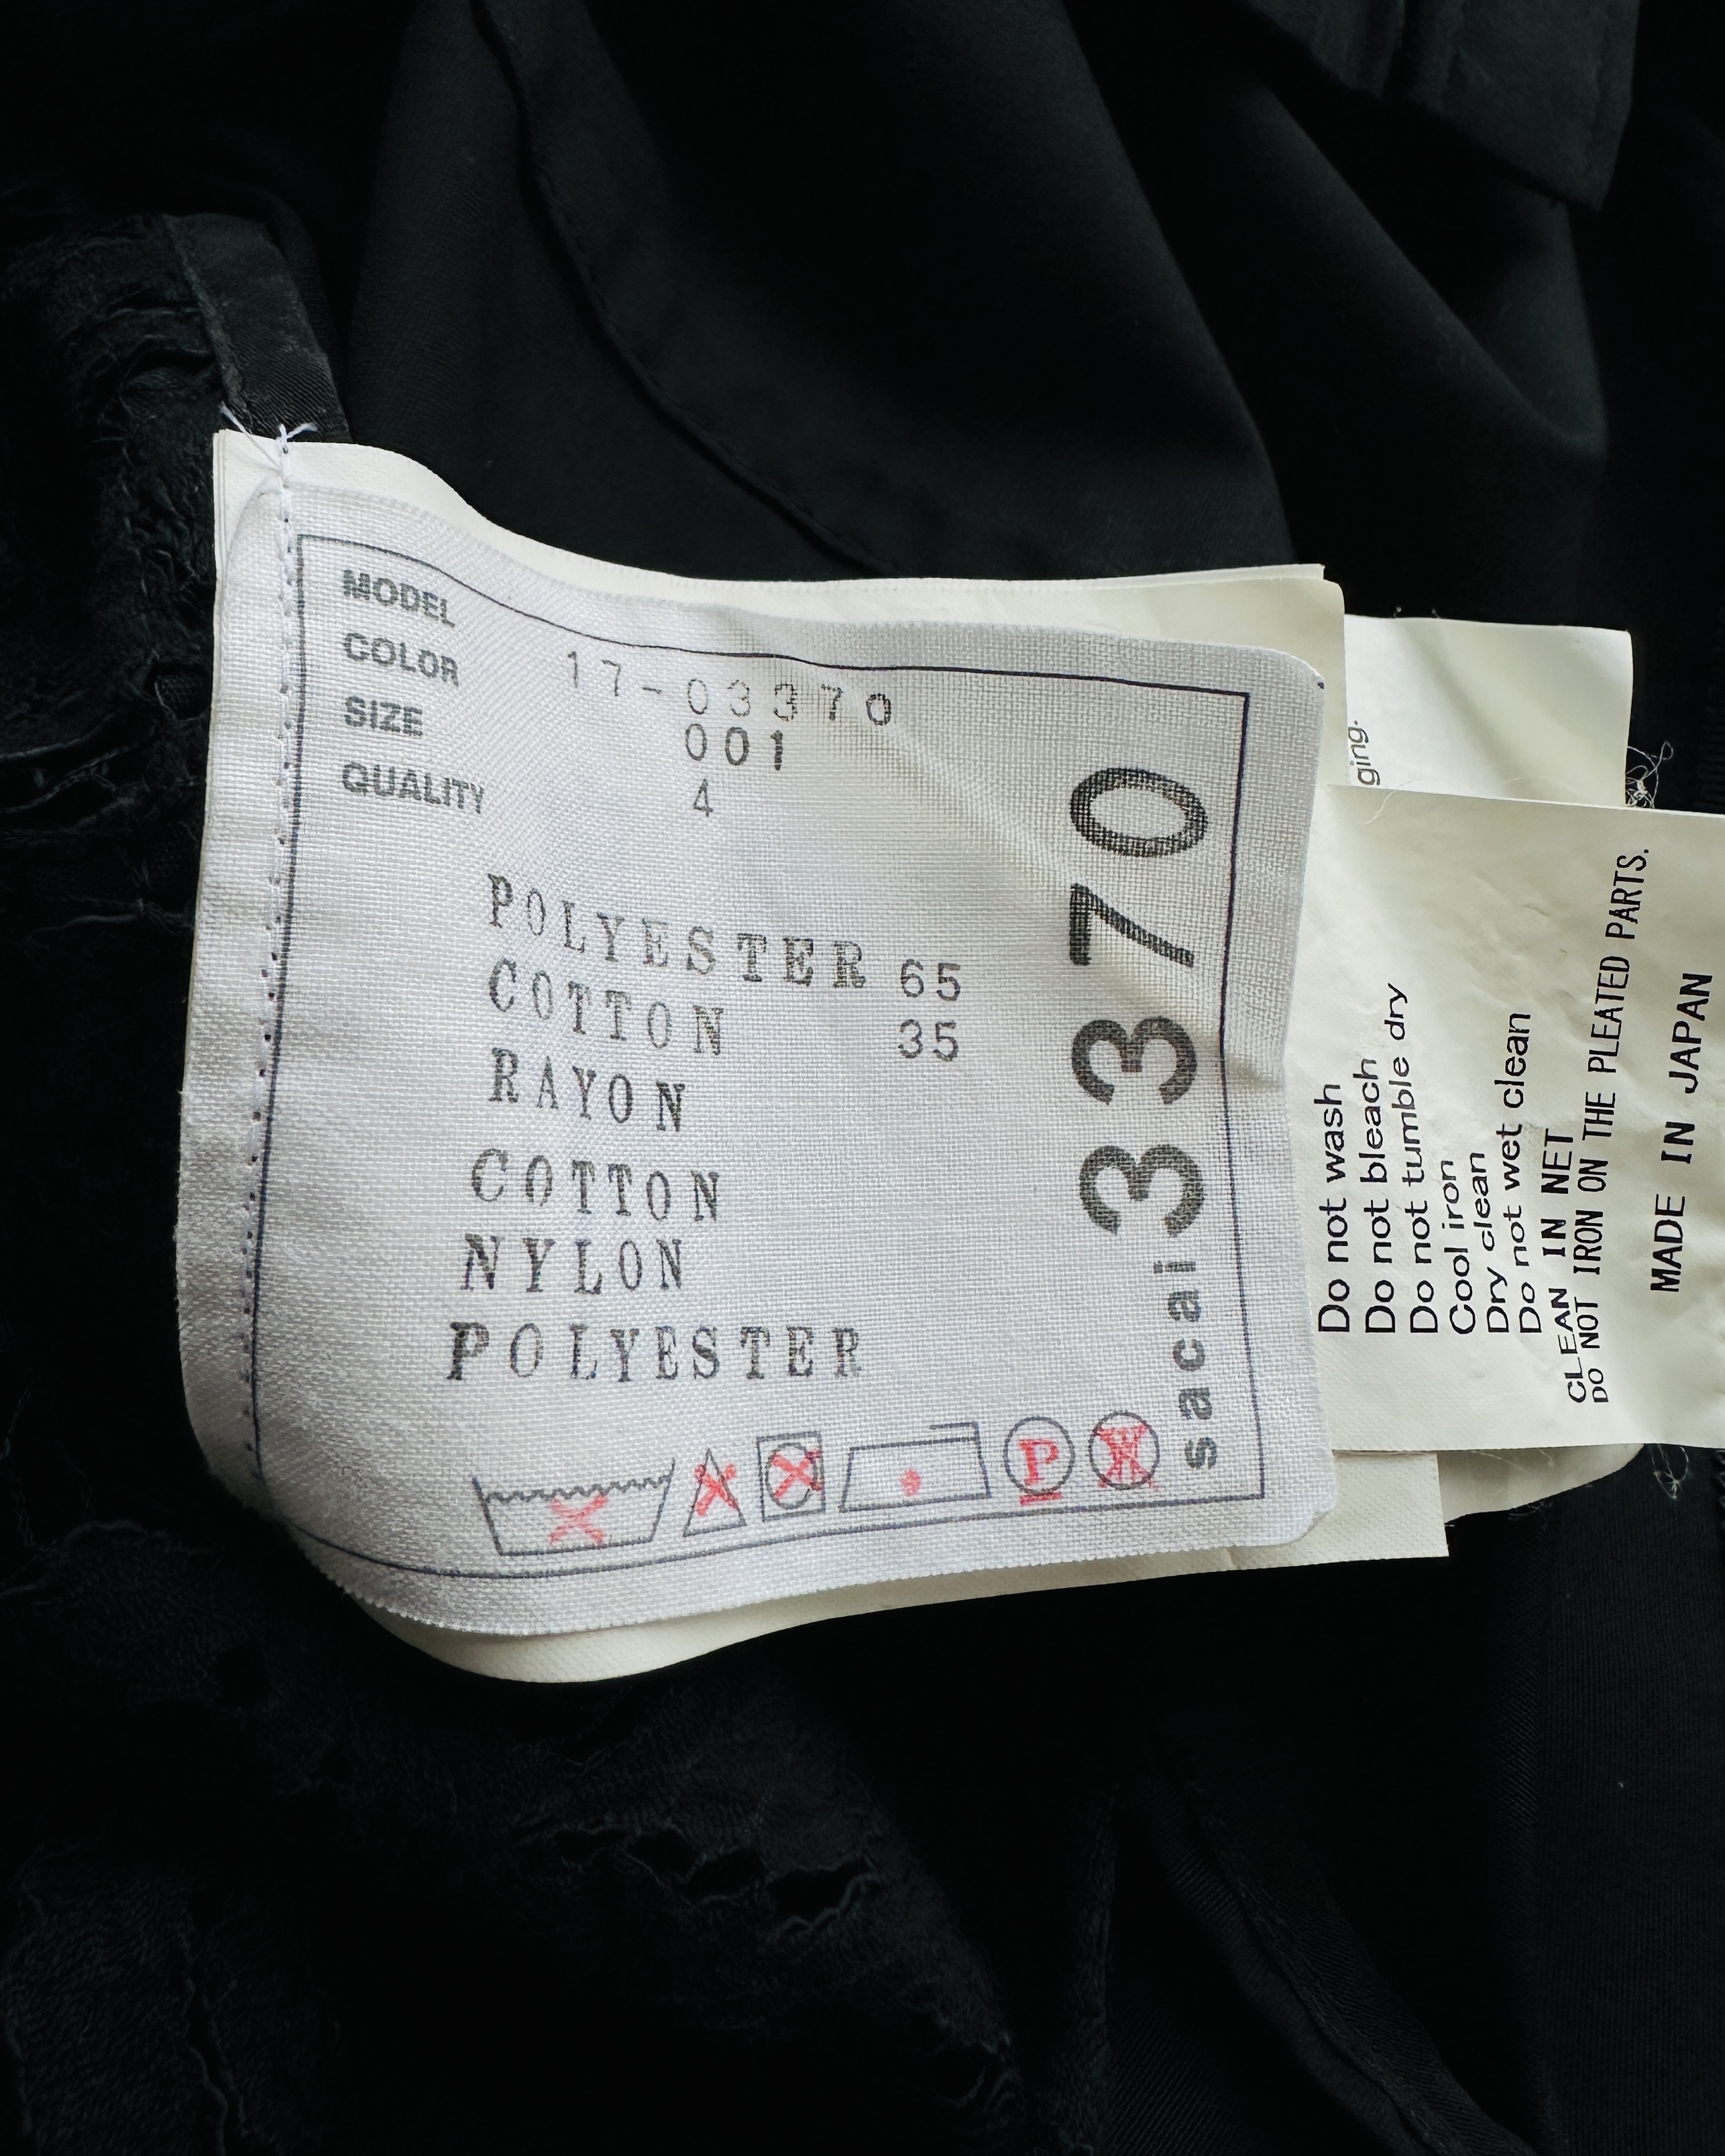 MODEL 17-03370
COLOR 001
SIZE 4
QUALITY
POLYESTER 65
COTTON 35
RAYON
COTTON
NYLON
POLYESTER
P
sacai 3370
ging.
Do not wash
Do not bleach
Do not tumble dry
Cool iron
Dry clean
Do not wet clean
CLEAN IN NET
DO NOT IRON ON THE PLEATED PARTS.
MADE IN JAPAN